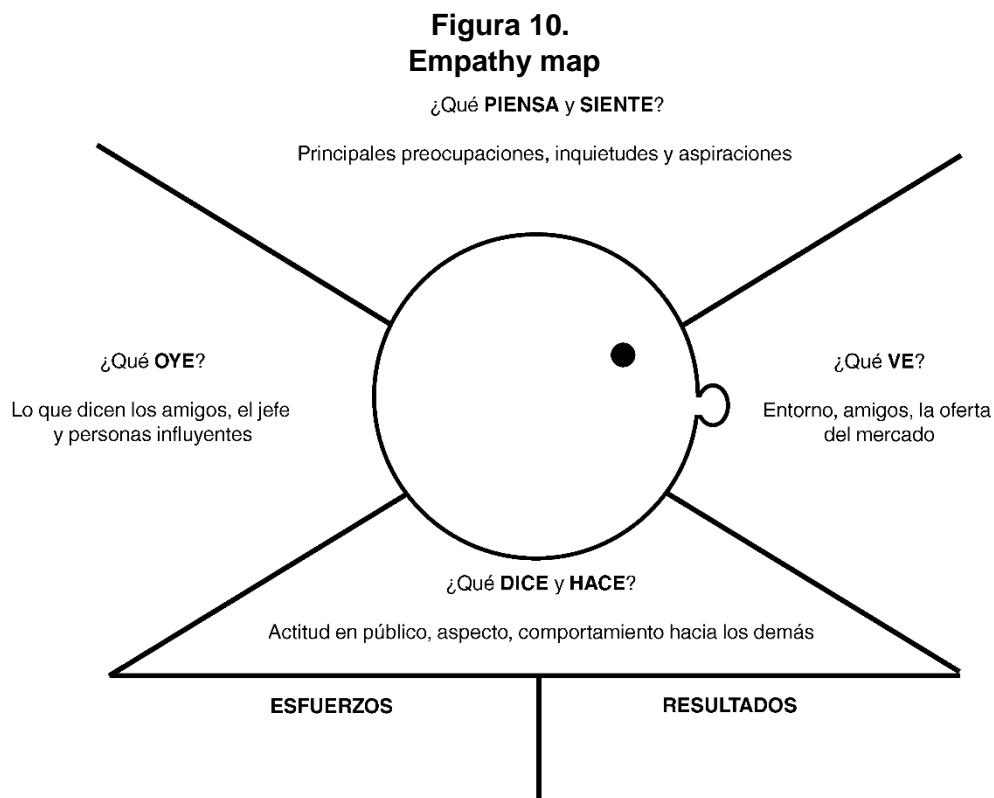 Figura 10.
Empathy map
¿Qué PIENSA y SIENTE?
Principales preocupaciones, inquietudes y aspiraciones
¿Qué OYE?
Lo que dicen los amigos, el jefe
y personas influyentes
¿Qué VE?
Entorno, amigos, la oferta
del mercado
¿Qué DICE y HACE?
Actitud en público, aspecto, comportamiento hacia los demás
ESFUERZOS
RESULTADOS